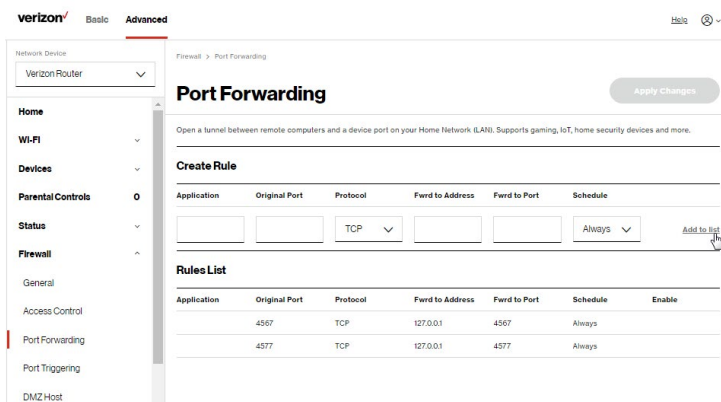 verizon✓ Basic Advanced Help
Network Device
Verizon Router
Home
Wi-Fi
Devices
Parental Controls 0
Status
Firewall
General
Access Control
Port Forwarding
Port Triggering
DMZ Host
Firewall > Port Forwarding
Port Forwarding Apply Changes
Open a tunnel between remote computers and a device port on your Home Network (LAN). Supports gaming, IoT, home security devices and more.
Create Rule
Application Original Port Protocol Fwrd to Address Fwrd to Port Schedule
TCP Always Add to list
Rules List
Application Original Port Protocol Fwrd to Address Fwrd to Port Schedule Enable
4567 TCP 127.0.0.1 4567 Always
4577 TCP 127.0.0.1 4577 Always